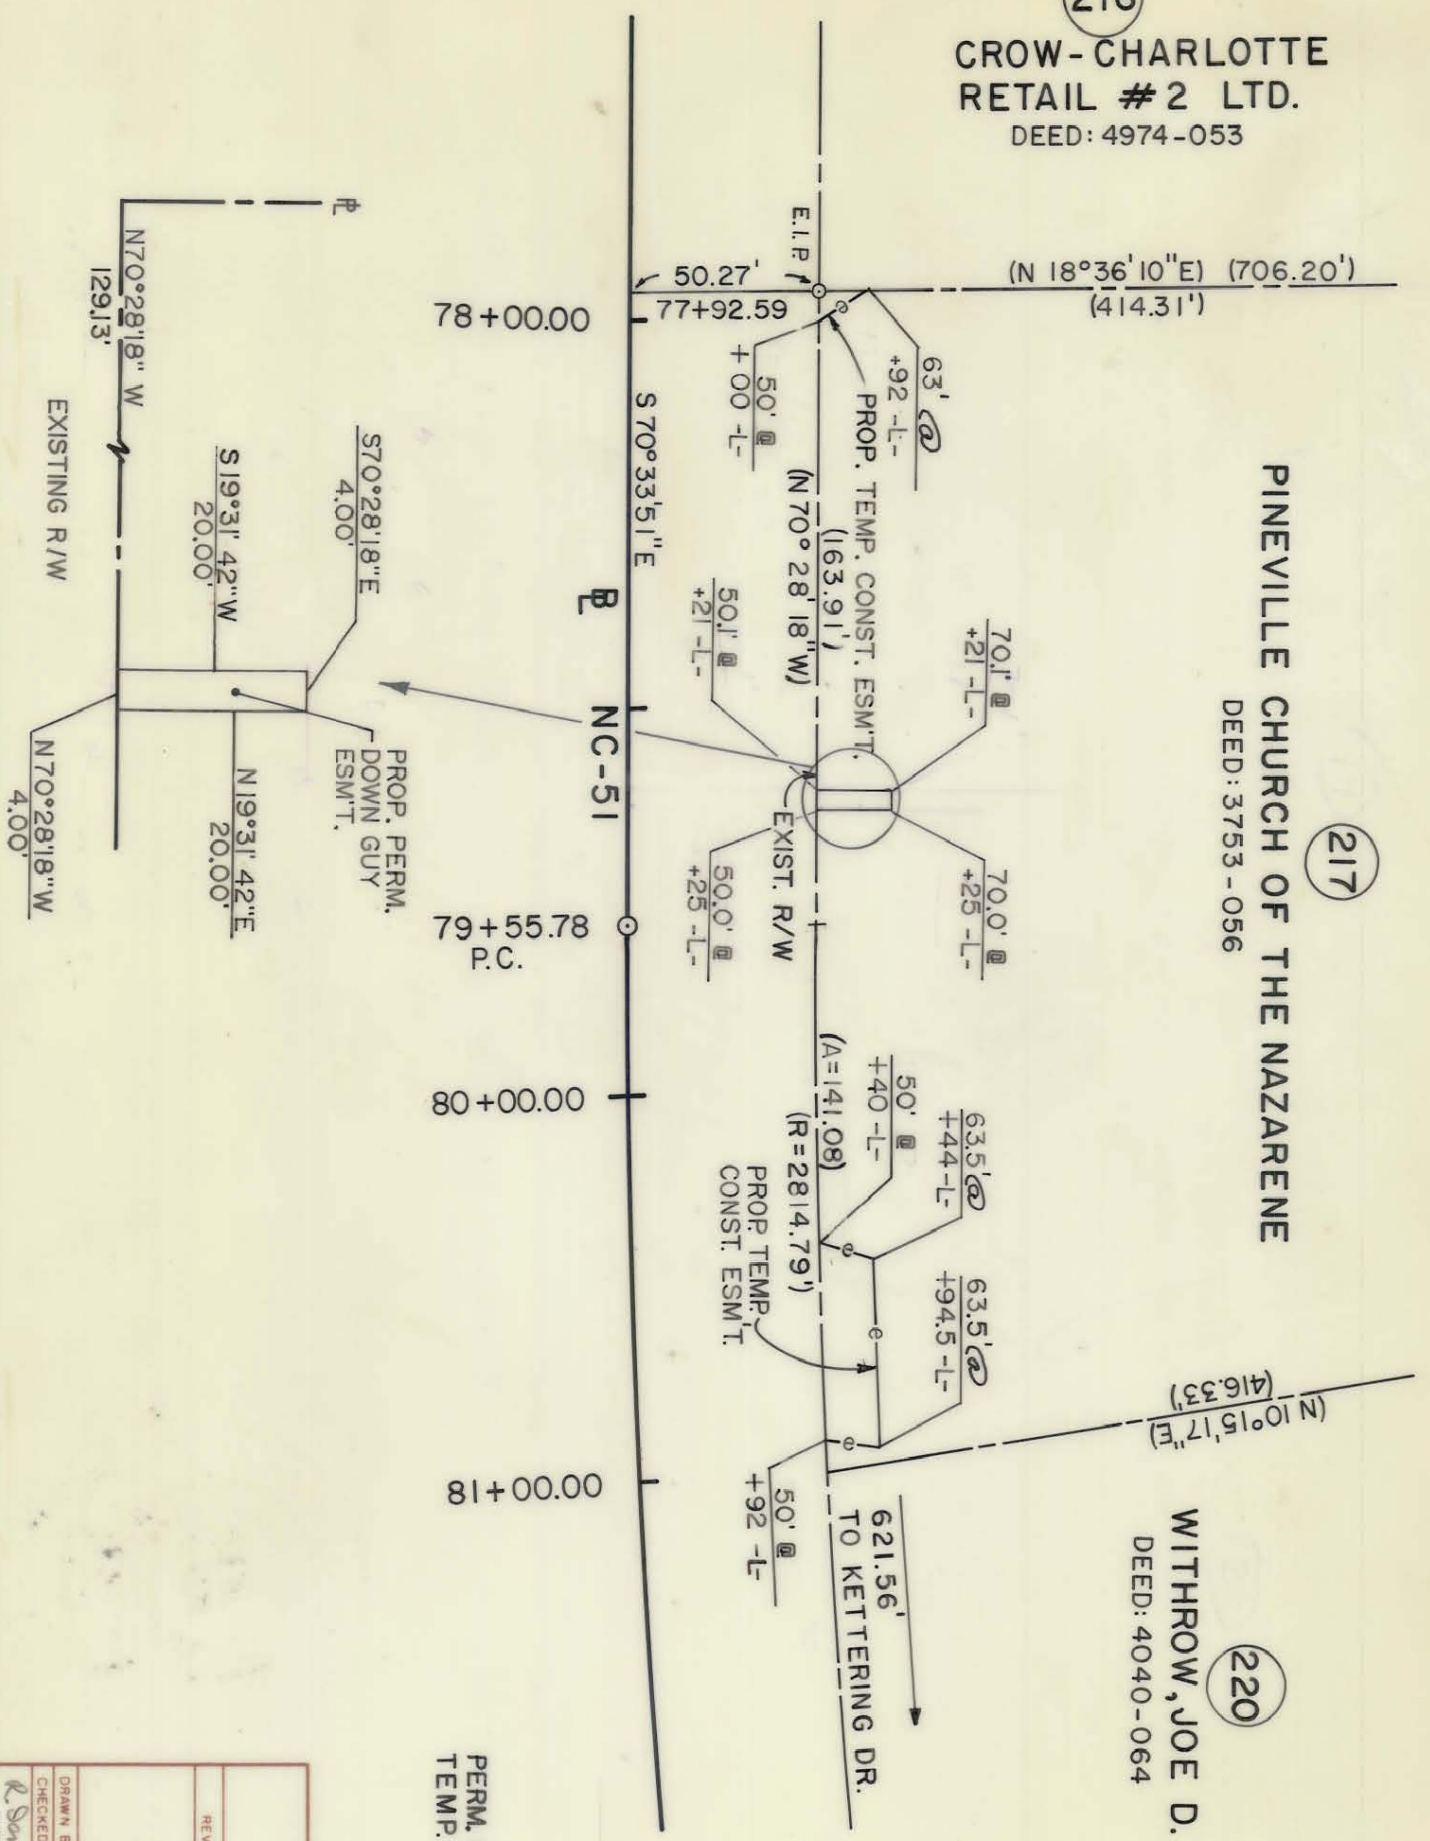 CROW-CHARLOTTE
RETAIL #2 LTD.
DEED: 4974-053
(N 18°36'10"E) (706.20')
(414.31')
217
PINEVILLE CHURCH OF THE NAZARENE
DEED: 3753-056
220
WITHROW, JOE D.
DEED: 4040-064
(N 10°15'17"E)
(416.33')
E.I.P.
50.27'
77+92.59
78+00.00
63' @
+92 -L-
50' @
+00 -L-
PROP. TEMP. CONST. ESM'T.
(163.91')
(N 70° 28' 18"W)
S 70°33'51"E
70.1' @
+21 -L-
50.1' @
+21 -L-
70.0' @
+25 -L-
50.0' @
+25 -L-
EXIST. R/W
BL
NC-51
79+55.78
P.C.
80+00.00
(A=141.08)
(R=2814.79')
50' @
+40 -L-
63.5' @
+44 -L-
63.5' @
+94.5 -L-
50' @
+92 -L-
e
e
e
e
PROP. TEMP.
CONST. ESM'T.
81+00.00
621.56'
TO KETTERING DR.
PL
N70°28'18" W
129.13'
EXISTING R/W
S70°28'18"E
4.00'
S 19°31' 42"W
20.00'
N 19°31' 42"E
20.00'
N70°28'18"W
4.00'
PROP. PERM.
DOWN GUY
ESM'T.
PERM.
TEMP.
REV
DRAWN B
CHECKED